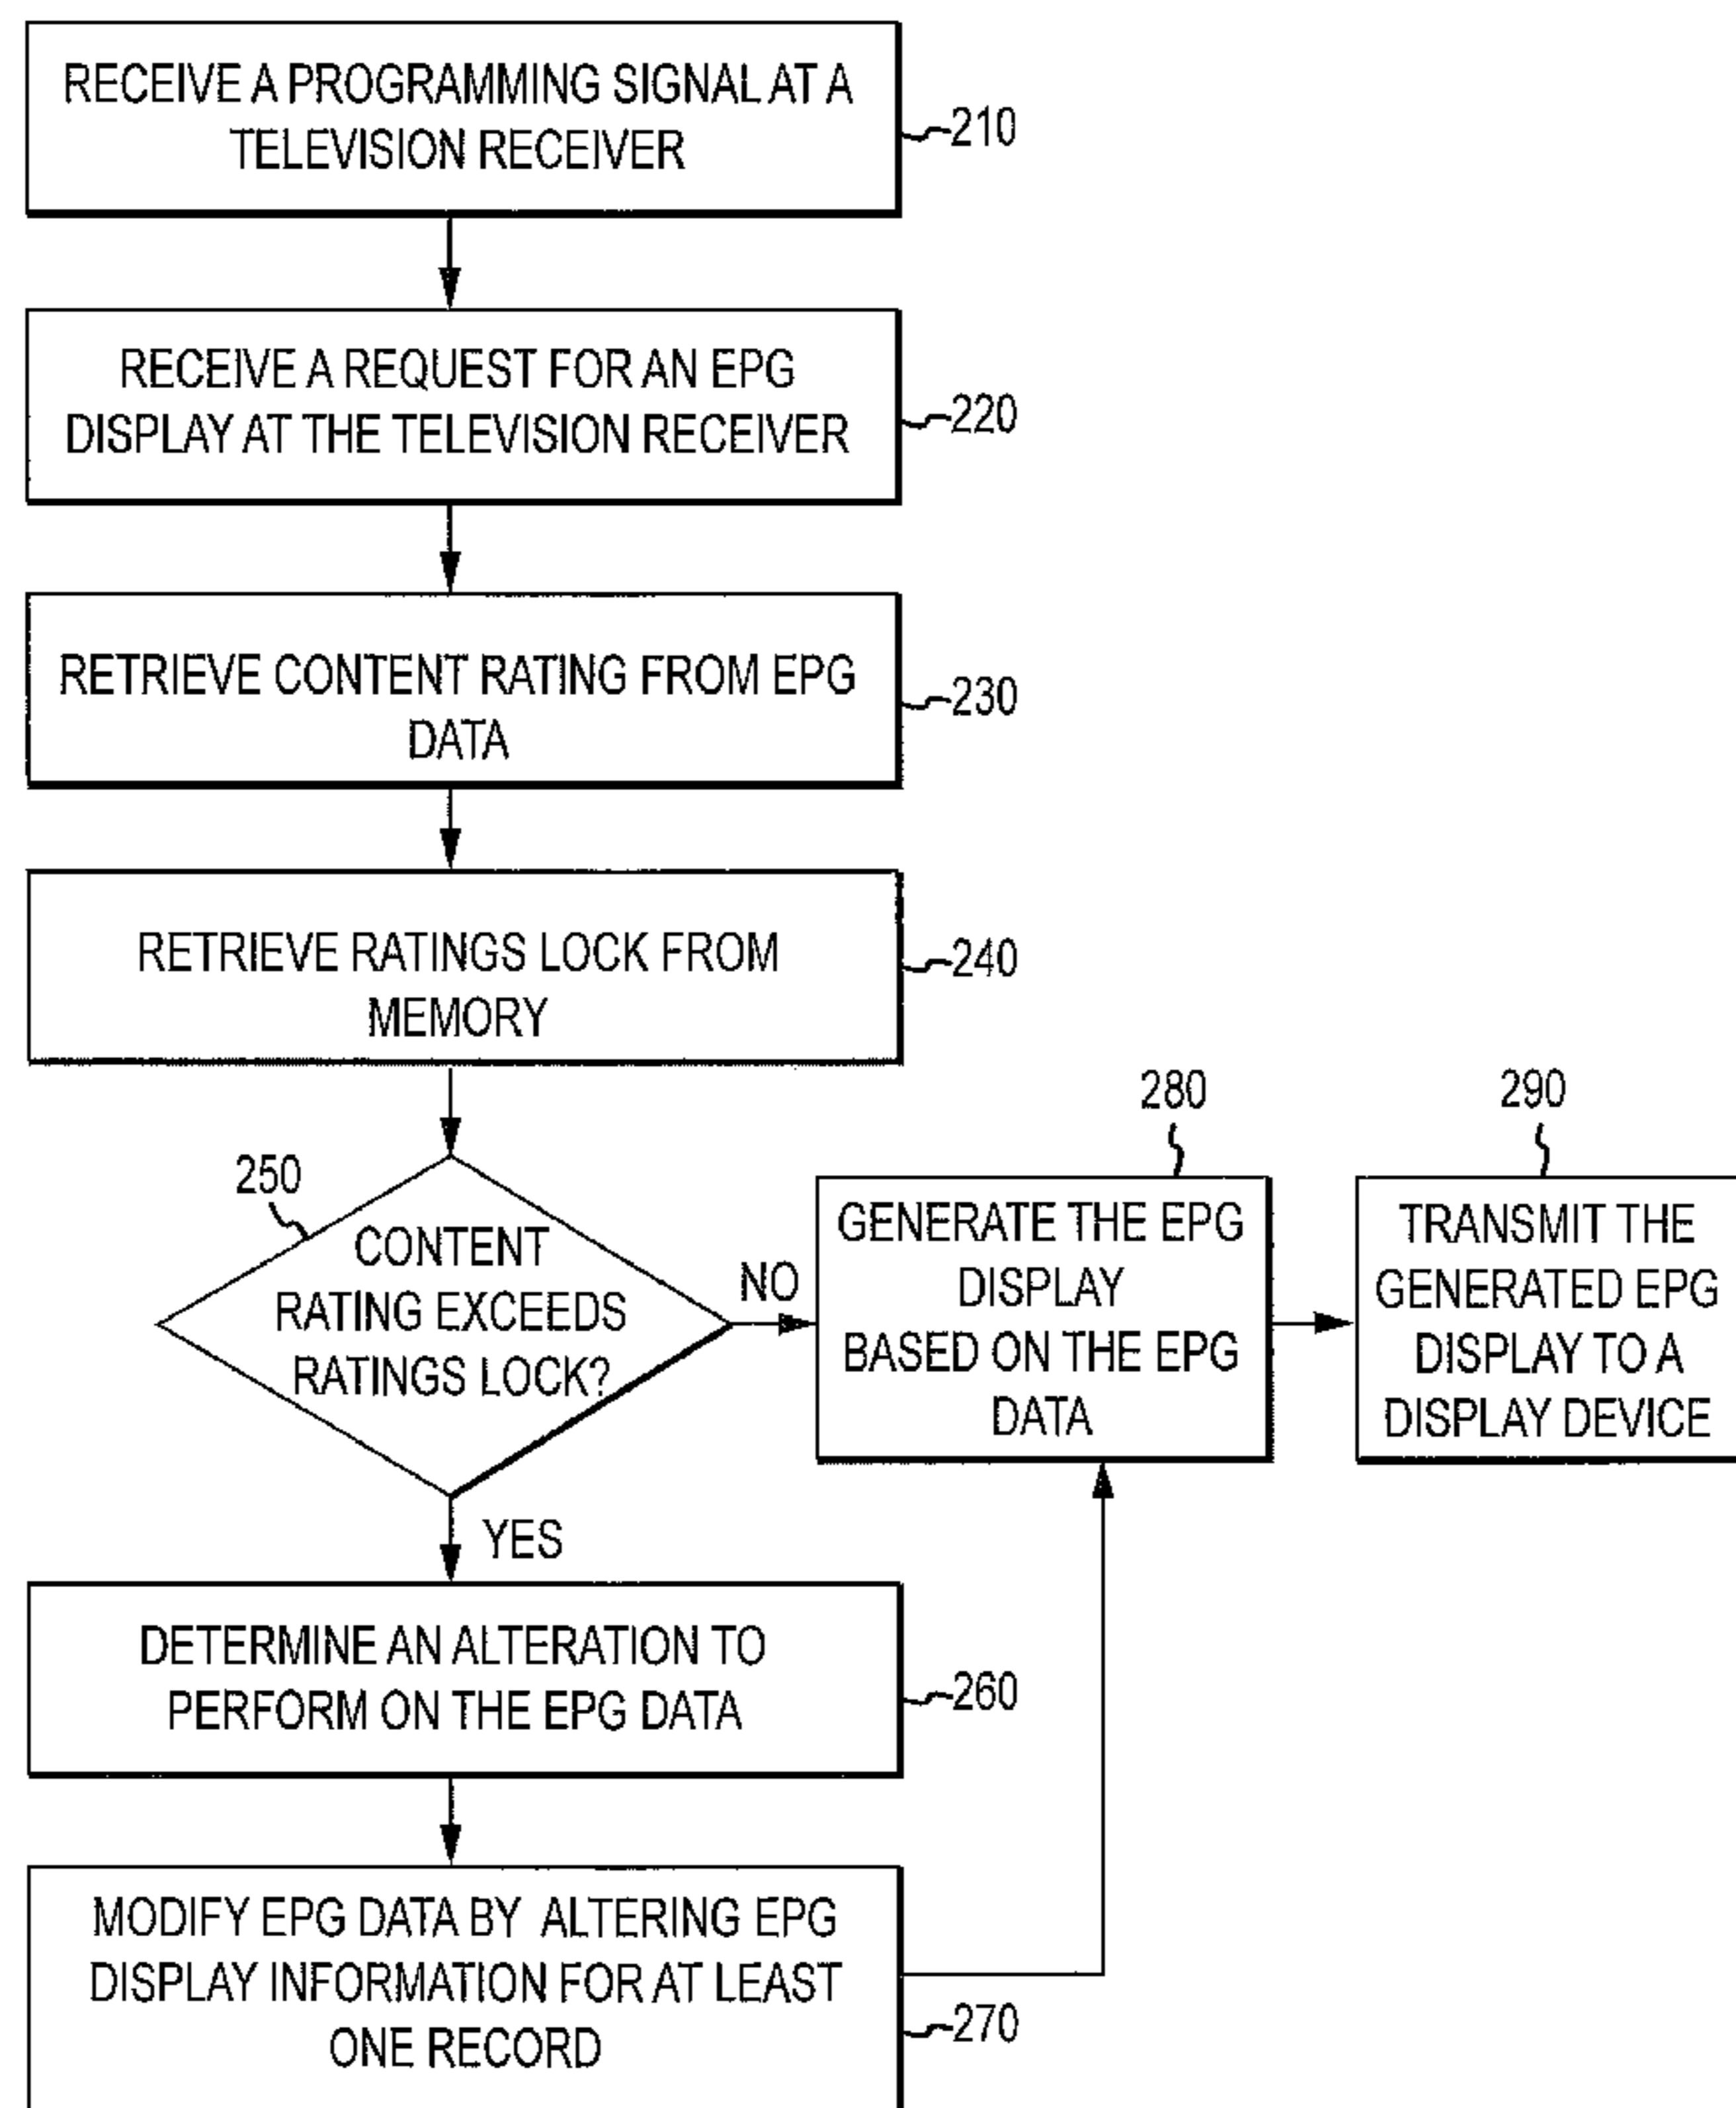 RECEIVE A PROGRAMMING SIGNAL AT A
TELEVISION RECEIVER
210
RECEIVE A REQUEST FOR AN EPG
DISPLAY AT THE TELEVISION RECEIVER
220
RETRIEVE CONTENT RATING FROM EPG
DATA
230
RETRIEVE RATINGS LOCK FROM
MEMORY
240
250
CONTENT
RATING EXCEEDS
RATINGS LOCK?
NO
280
GENERATE THE EPG
DISPLAY
BASED ON THE EPG
DATA
290
TRANSMIT THE
GENERATED EPG
DISPLAY TO A
DISPLAY DEVICE
YES
DETERMINE AN ALTERATION TO
PERFORM ON THE EPG DATA
260
MODIFY EPG DATA BY ALTERING EPG
DISPLAY INFORMATION FOR AT LEAST
ONE RECORD
270